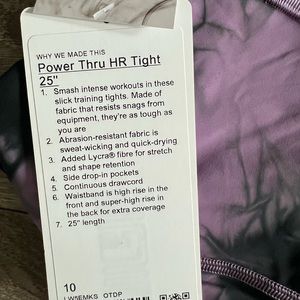 WHY WE MADE THIS
Power Thru HR Tight
25"
1. Smash intense workouts in these
slick training tights. Made of
fabric that resists snags from
equipment, they're as tough as
you are
2. Abrasion-resistant fabric is
sweat-wicking and quick-drying
3. Added Lycra® fibre for stretch
and shape retention
4. Side drop-in pockets
5. Continuous drawcord
6. Waistband is high rise in the
front and super-high rise in
the back for extra coverage
7. 25" length
10
LW5EMKS OTDP